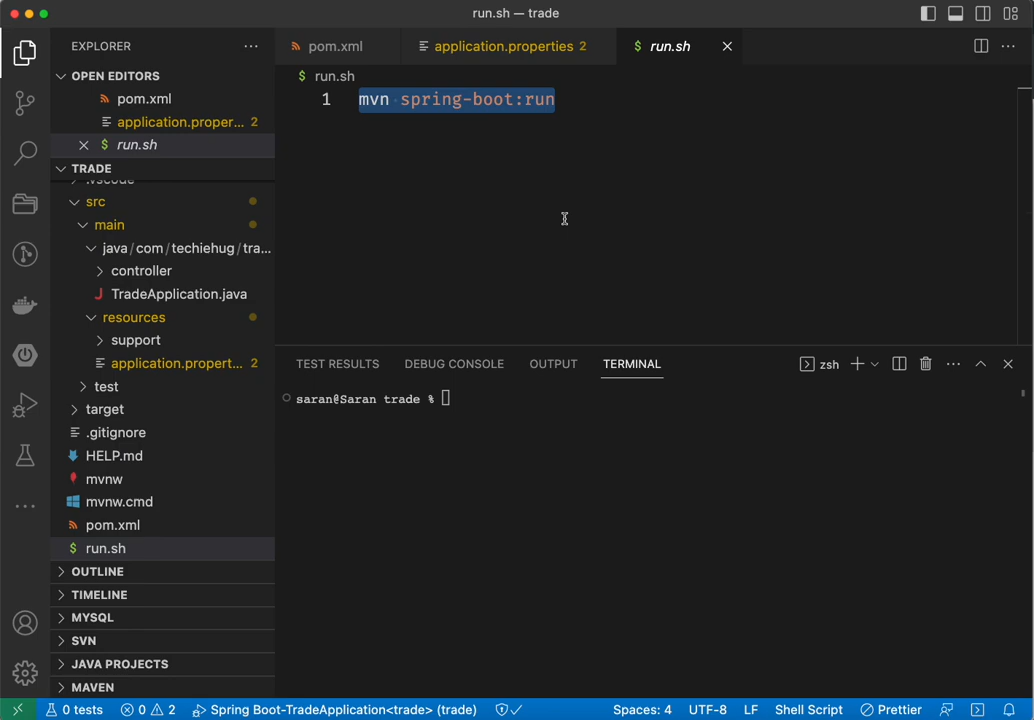 run.sh — trade
EXPLORER
OPEN EDITORS
pom.xml
application.proper... 2
run.sh
TRADE
.vscode
src
main
java/com/techiehug/tra...
controller
TradeApplication.java
resources
support
application.propert... 2
test
target
.gitignore
HELP.md
mvnw
mvnw.cmd
pom.xml
run.sh
OUTLINE
TIMELINE
MYSQL
SVN
JAVA PROJECTS
MAVEN
pom.xml
application.properties 2
$ run.sh
$ run.sh
1 mvn spring-boot:run
TEST RESULTS DEBUG CONSOLE OUTPUT TERMINAL
zsh
saran@Saran trade %
0 tests 0 2 Spring Boot-TradeApplication<trade> (trade) Spaces: 4 UTF-8 LF Shell Script Prettier